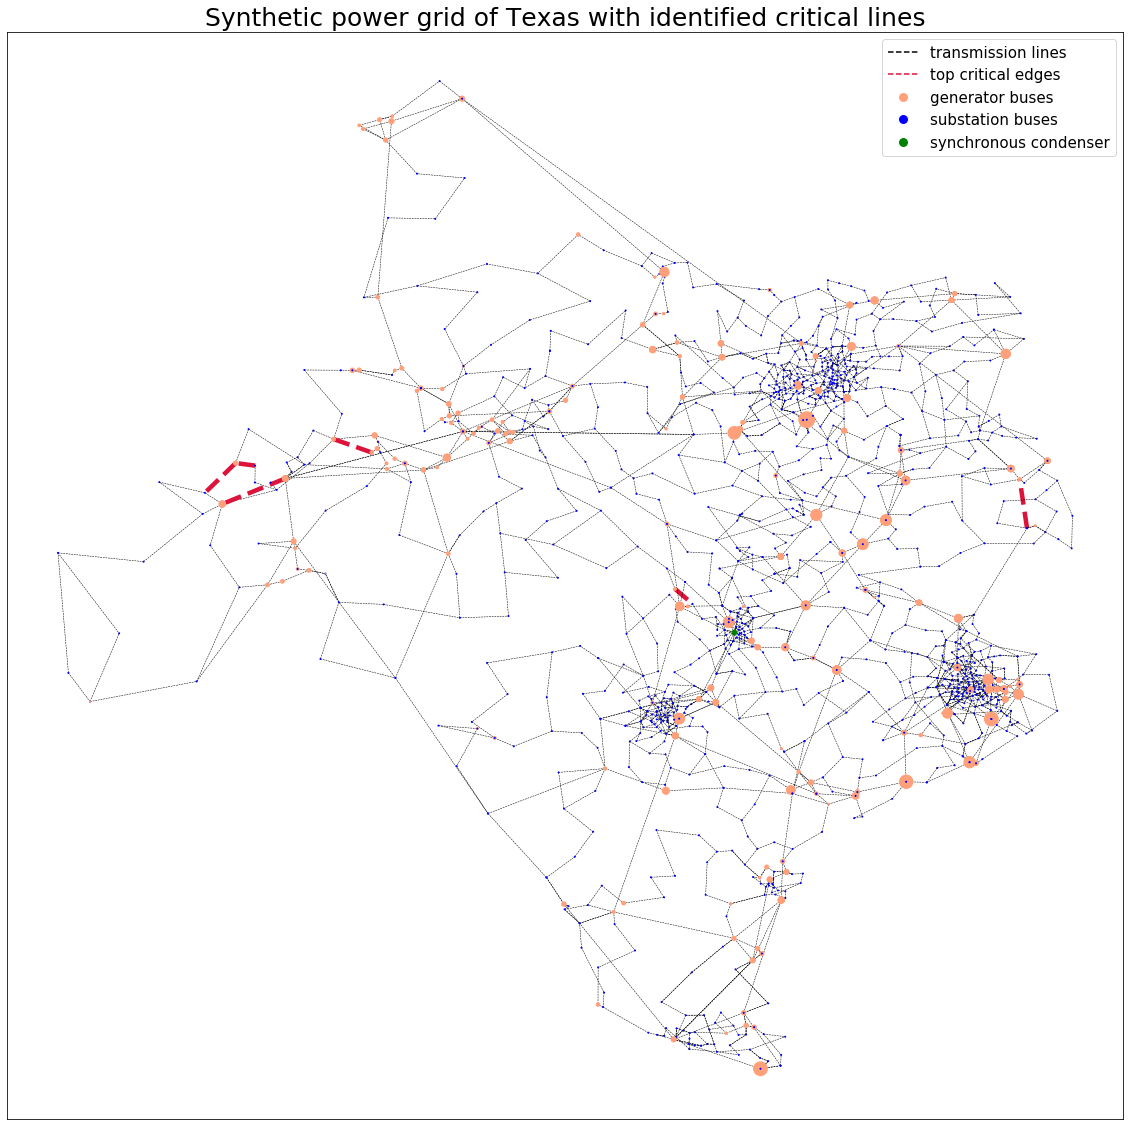 Synthetic power grid of Texas with identified critical lines
transmission lines
top critical edges
generator buses
substation buses
synchronous condenser